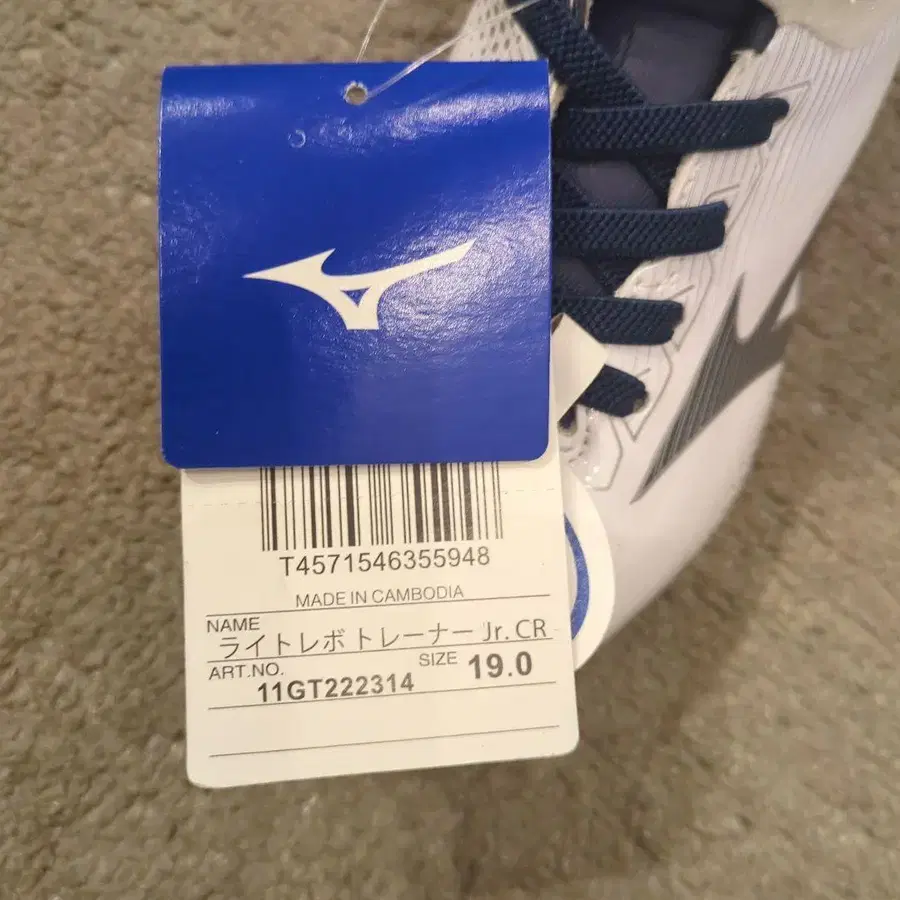 T4571546355948
MADE IN CAMBODIA
NAME
ライトレボトレーナー Jr. CR
ART.NO.
11GT222314
SIZE 19.0